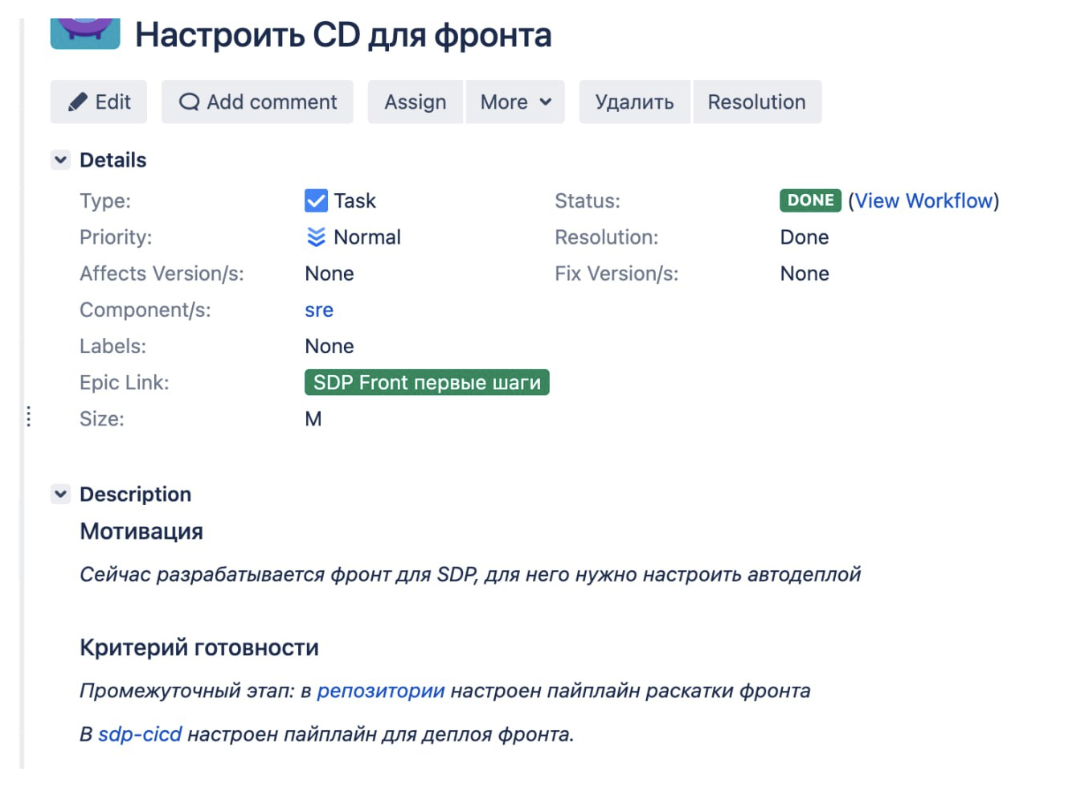 Настроить CD для фронта
Edit Add comment Assign More Удалить Resolution
Details
Type: Task Status: DONE (View Workflow)
Priority: Normal Resolution: Done
Affects Version/s: None Fix Version/s: None
Component/s: sre
Labels: None
Epic Link: SDP Front первые шаги
Size: M
Description
Мотивация
Сейчас разрабатывается фронт для SDP, для него нужно настроить автодеплой
Критерий готовности
Промежуточный этап: в репозитории настроен пайплайн раскатки фронта
В sdp-cicd настроен пайплайн для деплоя фронта.